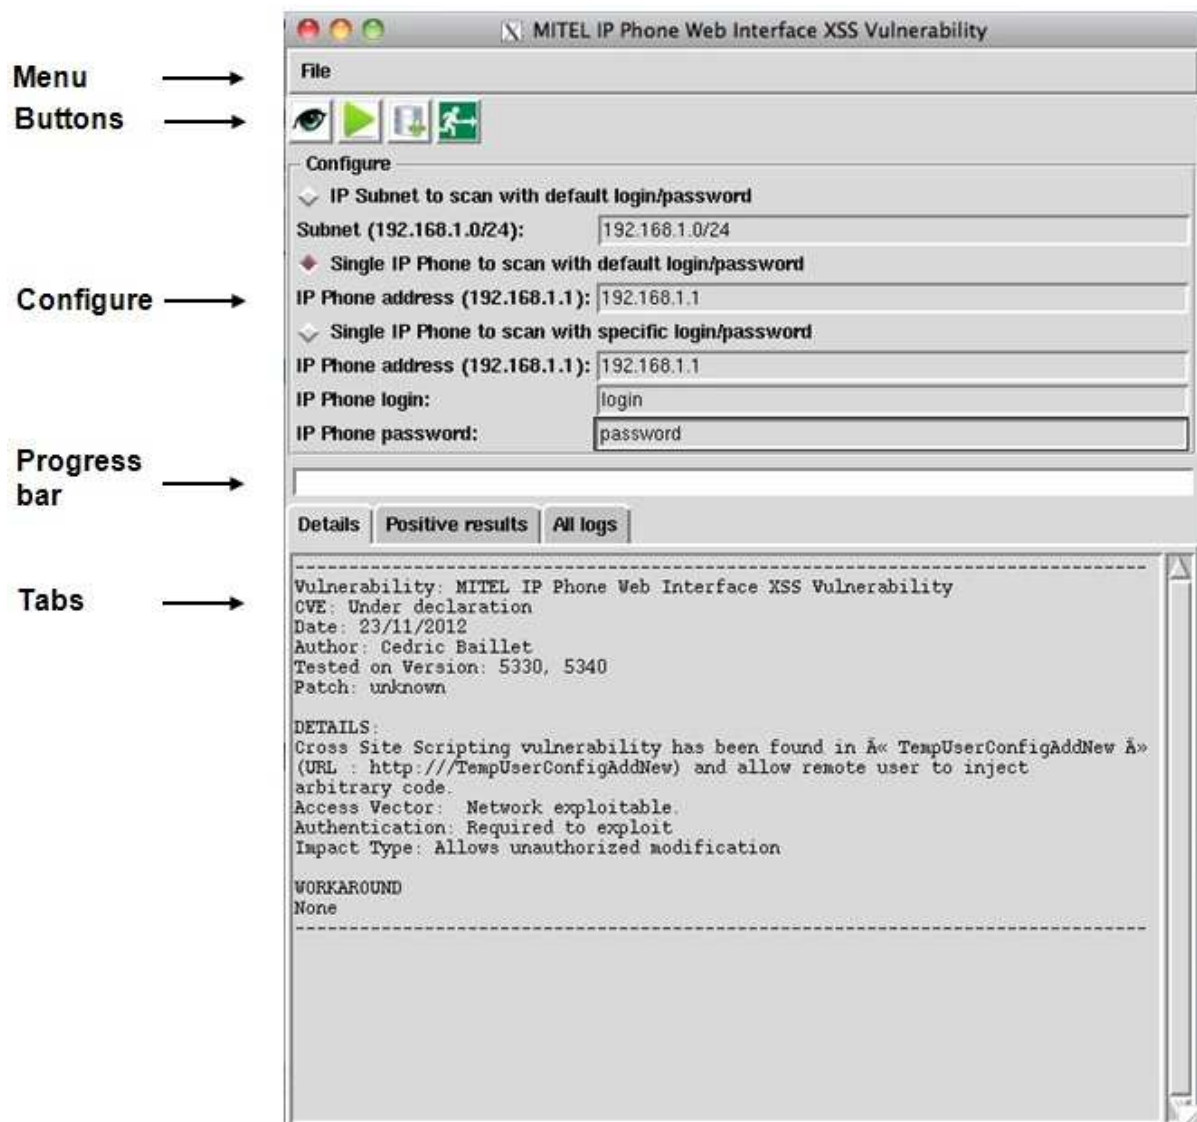 MITEL IP Phone Web Interface XSS Vulnerability
Menu
File
Buttons
Configure
IP Subnet to scan with default login/password
Subnet (192.168.1.0/24): 192.168.1.0/24
Single IP Phone to scan with default login/password
Configure
IP Phone address (192.168.1.1): 192.168.1.1
Single IP Phone to scan with specific login/password
IP Phone address (192.168.1.1): 192.168.1.1
IP Phone login: login
IP Phone password: password
Progress
bar
Details Positive results All logs
Tabs
--------------------------------------------------------------------------------
Vulnerability: MITEL IP Phone Web Interface XSS Vulnerability
CVE: Under declaration
Date: 23/11/2012
Author: Cedric Baillet
Tested on Version: 5330, 5340
Patch: unknown
DETAILS:
Cross Site Scripting vulnerability has been found in Â« TempUserConfigAddNew Â»
(URL : http:///TempUserConfigAddNew) and allow remote user to inject
arbitrary code.
Access Vector:  Network exploitable.
Authentication: Required to exploit
Impact Type: Allows unauthorized modification
WORKAROUND
None
--------------------------------------------------------------------------------